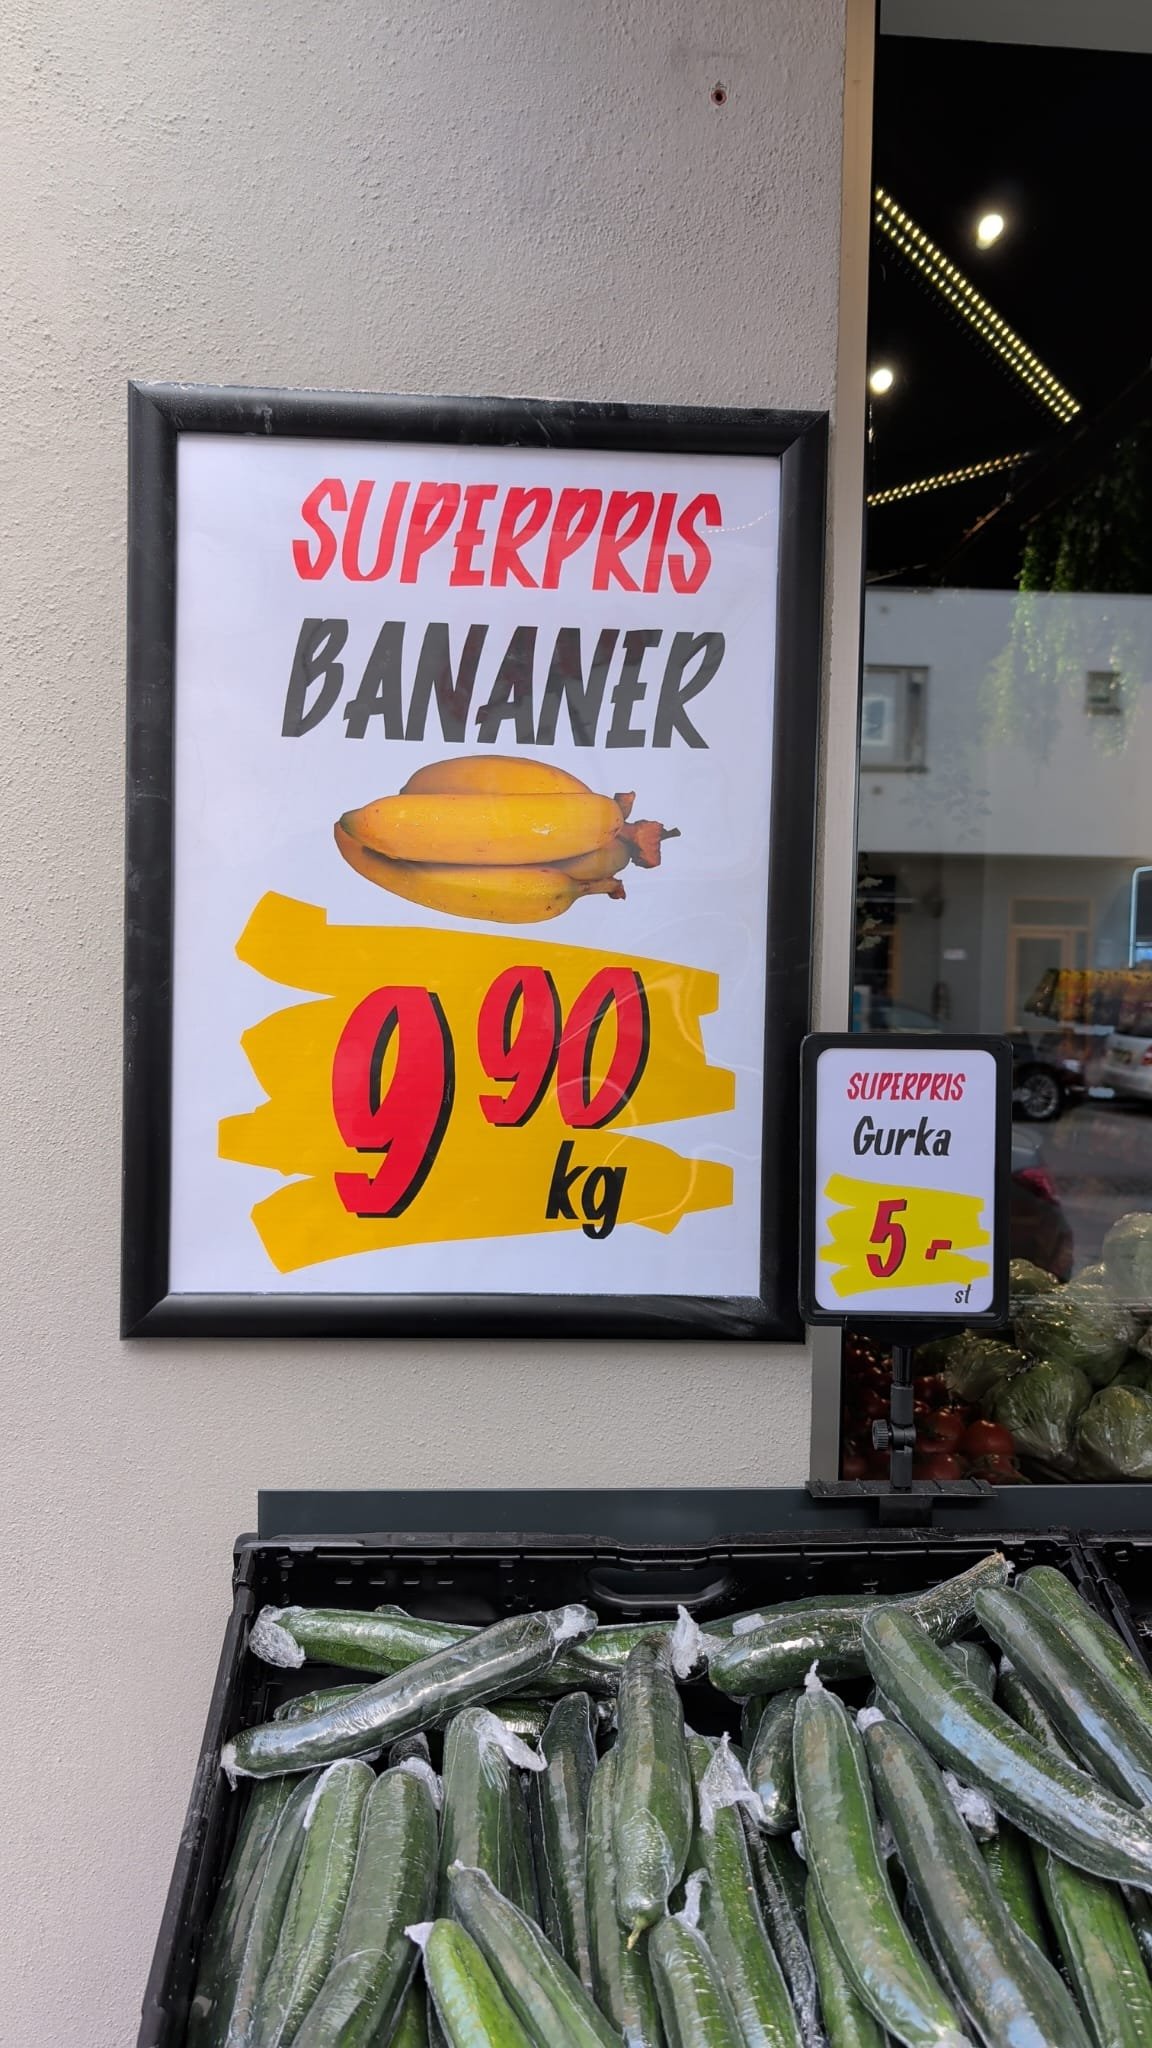 SUPERPRIS
BANANER
9 90
kg
SUPERPRIS
Gurka
5 -
st